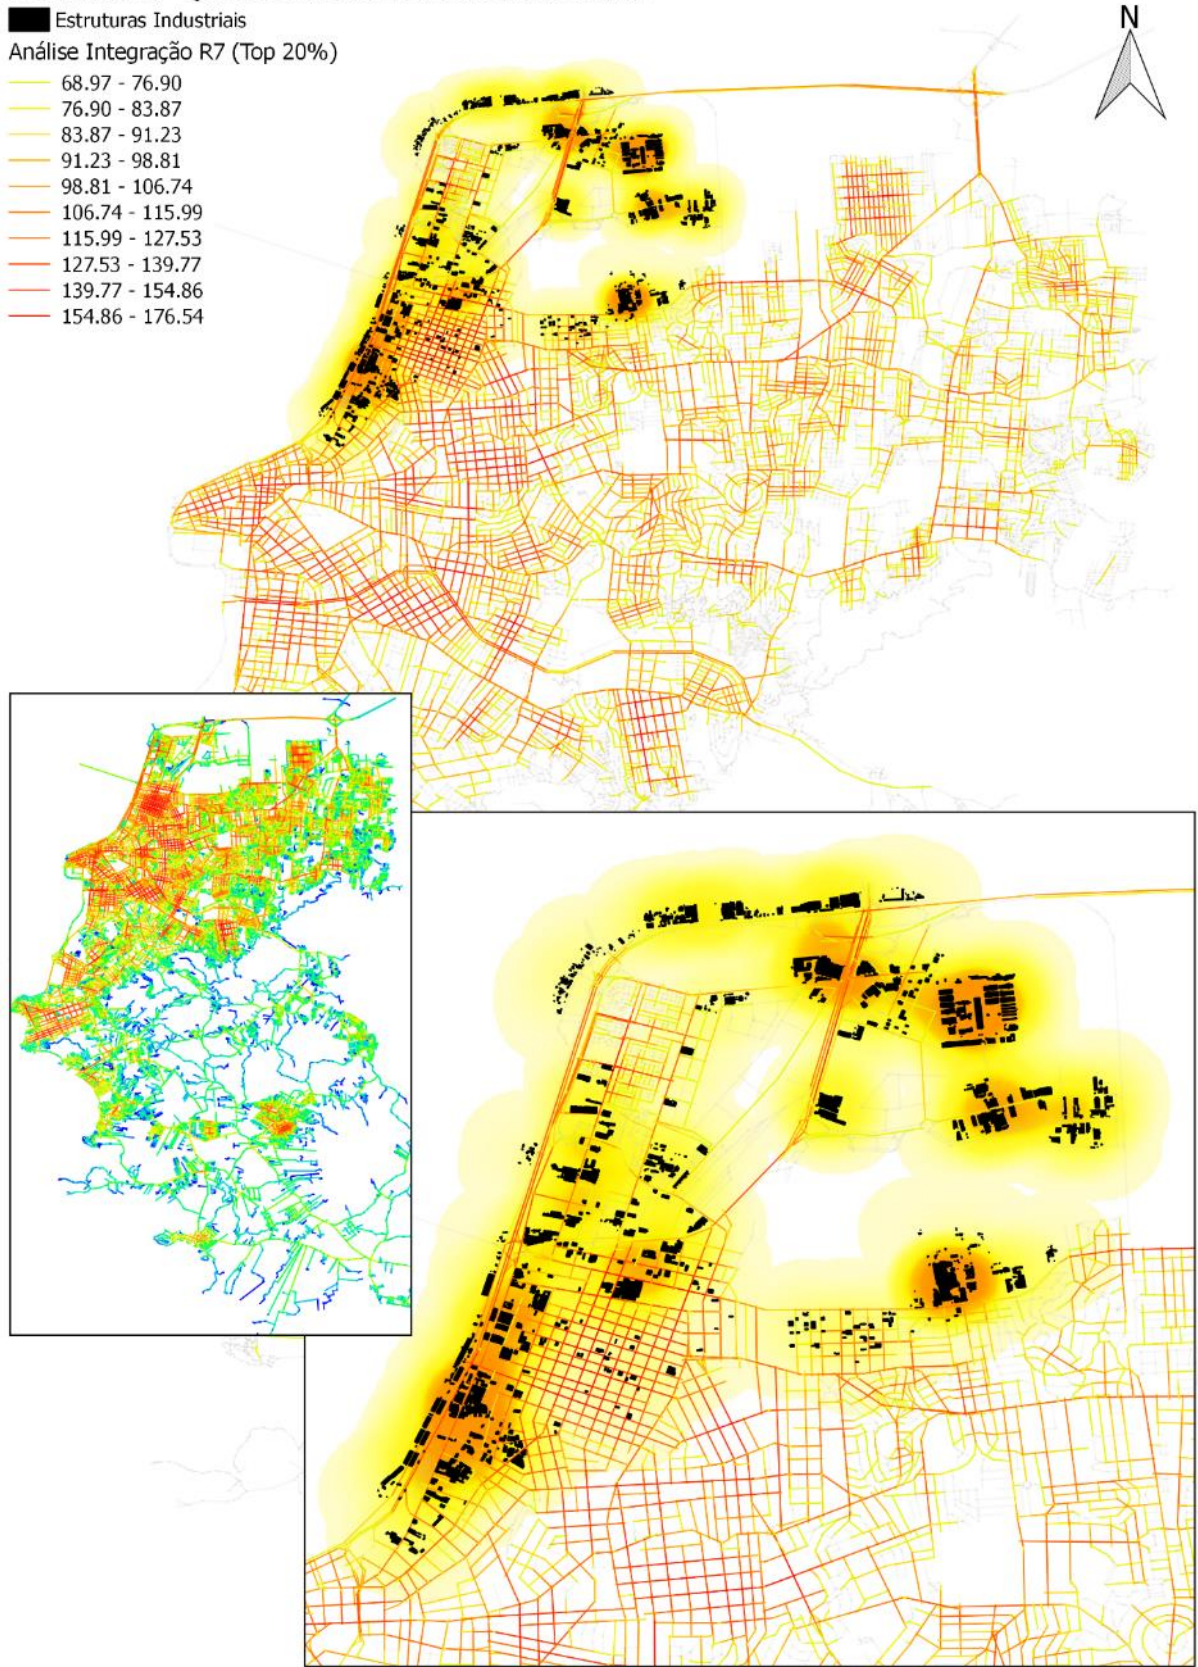 Estruturas Industriais
N
Análise Integração R7 (Top 20%)
68.97 - 76.90
76.90 - 83.87
83.87 - 91.23
91.23 - 98.81
98.81 - 106.74
106.74 - 115.99
115.99 - 127.53
127.53 - 139.77
139.77 - 154.86
154.86 - 176.54